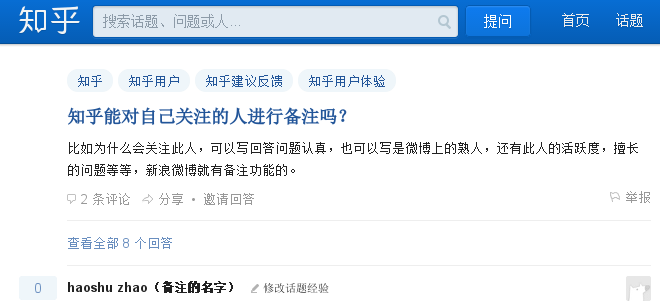 知乎 搜索话题、问题或人... 提问 首页 话题
知乎 知乎用户 知乎建议反馈 知乎用户体验
知乎能对自己关注的人进行备注吗？
比如为什么会关注此人，可以写回答问题认真，也可以写是微博上的熟人，还有此人的活跃度，擅长
的问题等等，新浪微博就有备注功能的。
2 条评论 分享 • 邀请回答 举报
查看全部 8 个回答
0 haoshu zhao（备注的名字） 修改话题经验